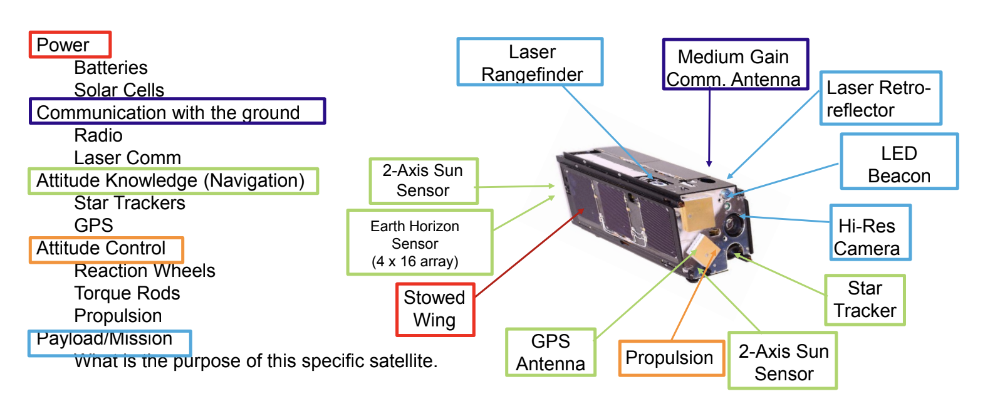 Power
Batteries
Solar Cells
Communication with the ground
Radio
Laser Comm
Attitude Knowledge (Navigation)
Star Trackers
GPS
Attitude Control
Reaction Wheels
Torque Rods
Propulsion
Payload/Mission
What is the purpose of this specific satellite.
Laser
Rangefinder
Medium Gain
Comm. Antenna
Laser Retro-
reflector
LED
Beacon
2-Axis Sun
Sensor
Earth Horizon
Sensor
(4 x 16 array)
Hi-Res
Camera
Stowed
Wing
Star
Tracker
GPS
Antenna
Propulsion
2-Axis Sun
Sensor